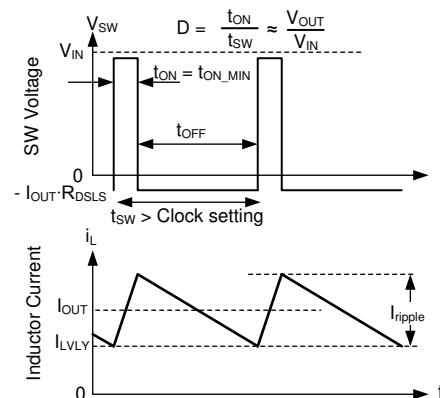 V_SW
D = t_ON / t_SW ≈ V_OUT / V_IN
V_IN
SW Voltage
t_ON = t_ON_MIN
t_OFF
0
- I_OUT·R_DSLS
t_SW > Clock setting
i_L
Inductor Current
I_OUT
I_LVLY
I_ripple
0
t